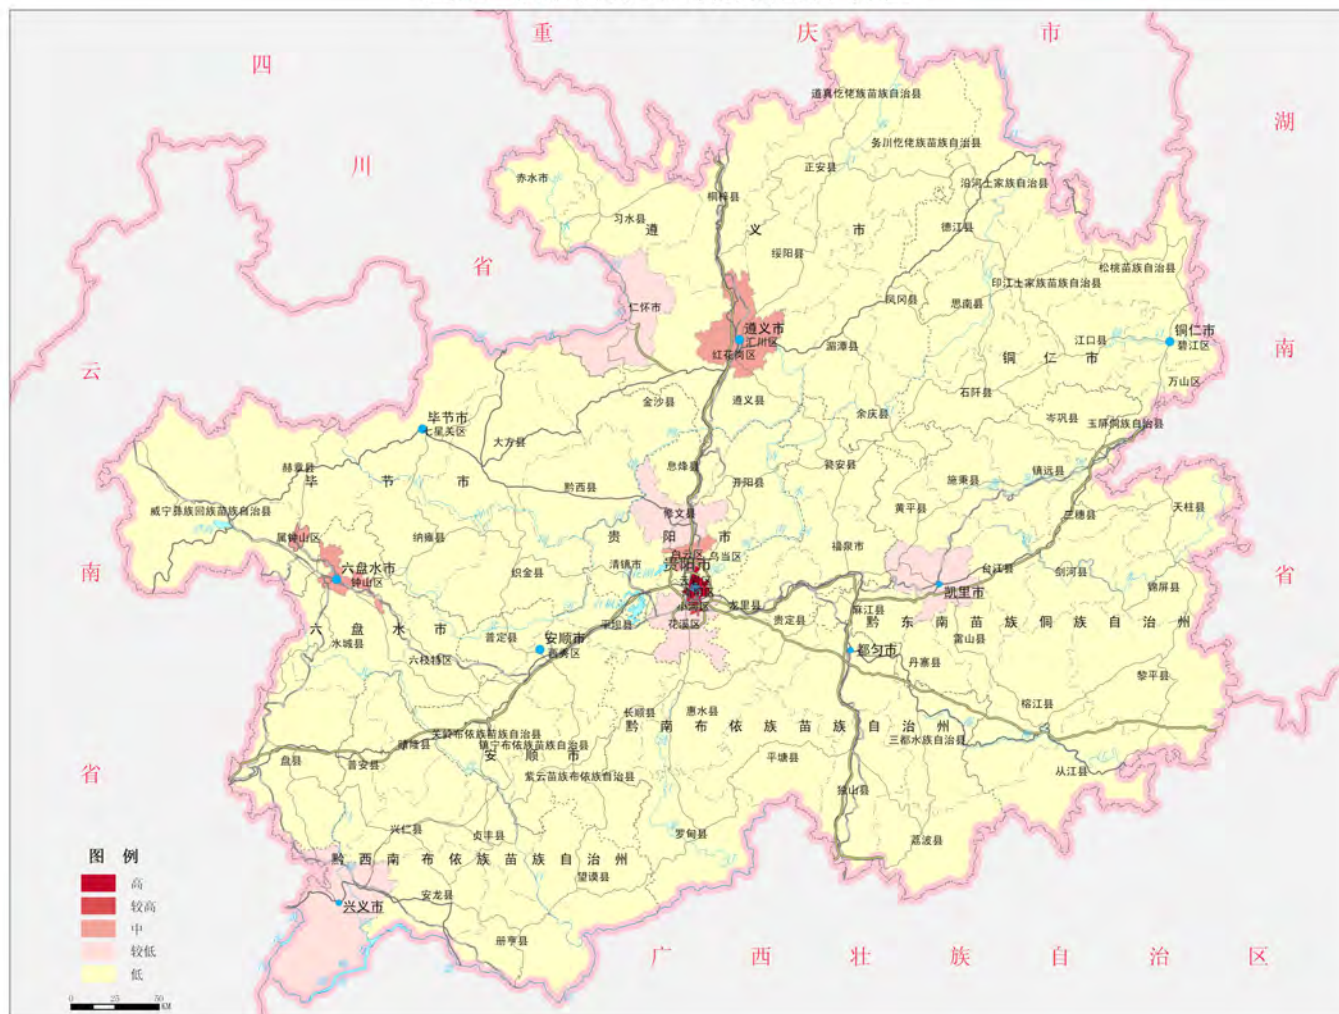 重 庆 市
四
川
省
湖
南
省
云
南
省
广 西 壮 族 自 治 区
道真仡佬族苗族自治县
务川仡佬族苗族自治县
正安县
沿河土家族自治县
赤水市
桐梓县
习水县
遵 义 市
德江县
绥阳县
松桃苗族自治县
印江土家族苗族自治县
仁怀市
凤冈县
思南县
遵义市
汇川区
红花岗区
湄潭县
江口县
铜仁市
碧江区
铜 仁 市
万山区
石阡县
金沙县
遵义县
余庆县
岑巩县
玉屏侗族自治县
毕节市
七星关区
大方县
息烽县
瓮安县
赫章县
毕 节 市
黔西县
开阳县
施秉县
镇远县
威宁县族回族苗族自治县
修文县
黄平县
三穗县
天柱县
属钟山区
纳雍县
贵 阳 市
福泉市
白云区
乌当区
六盘水市
钟山区
织金县
清镇市
贵阳市
台江县
剑河县
凯里市
锦屏县
龙里县
麻江县
平坝县
花溪区
贵定县
黔 东 南 苗 族 侗 族 自 治 州
六 盘 水 市
水城县
普定县
安顺市
西秀区
都匀市
雷山县
六枝特区
丹寨县
黎平县
长顺县
惠水县
榕江县
黔 南 布 依 族 苗 族 自 治 州
关岭布依族苗族自治县
晴隆县
镇宁布依族苗族自治县
三都水族自治县
安 顺 市
盘县
普安县
平塘县
从江县
紫云苗族布依族自治县
独山县
兴仁县
贞丰县
罗甸县
荔波县
黔 西 南 布 依 族 苗 族 自 治 州
望谟县
兴义市
安龙县
册亨县
图 例
高
较高
中
较低
低
0 25 50
KM